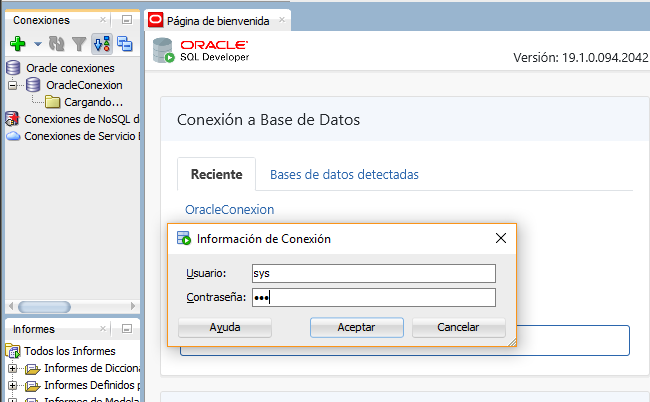 Conexiones
Página de bienvenida
Oracle conexiones
OracleConexion
Cargando...
Conexiones de NoSQL d
Conexiones de Servicio
ORACLE
SQL Developer
Versión: 19.1.0.094.2042
Conexión a Base de Datos
Reciente
Bases de datos detectadas
OracleConexion
Información de Conexión
Usuario:
sys
Contraseña:
•••
Ayuda
Aceptar
Cancelar
Informes
Todos los Informes
Informes de Diccion
Informes Definidos p
Informes de Modela